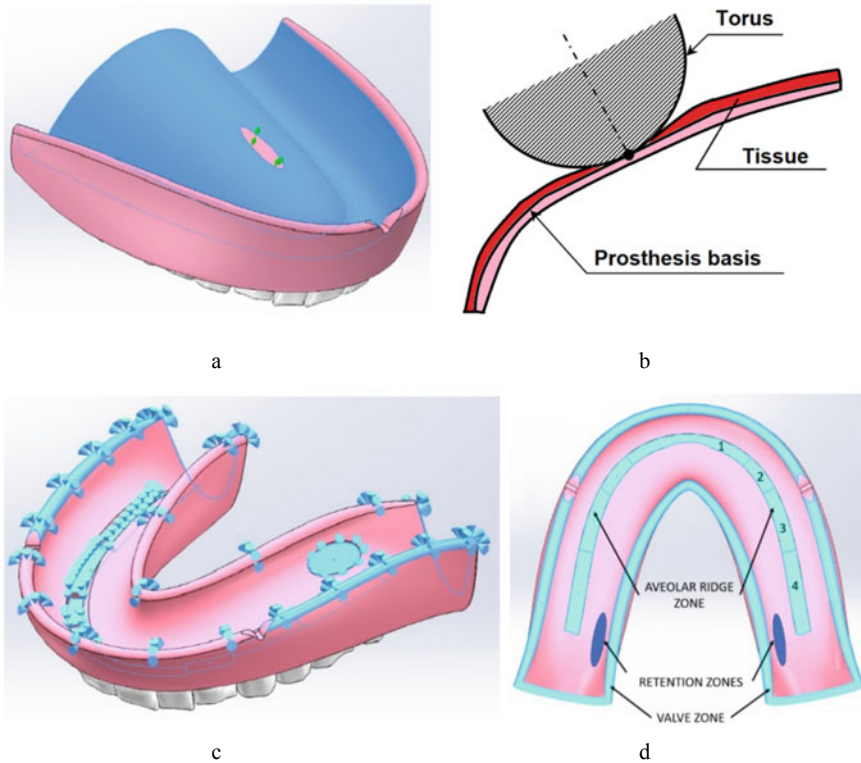 Torus
Tissue
Prosthesis basis
a
b
1
2
3
4
AVEOLAR RIDGE
ZONE
RETENTION ZONES
VALVE ZONE
c
d